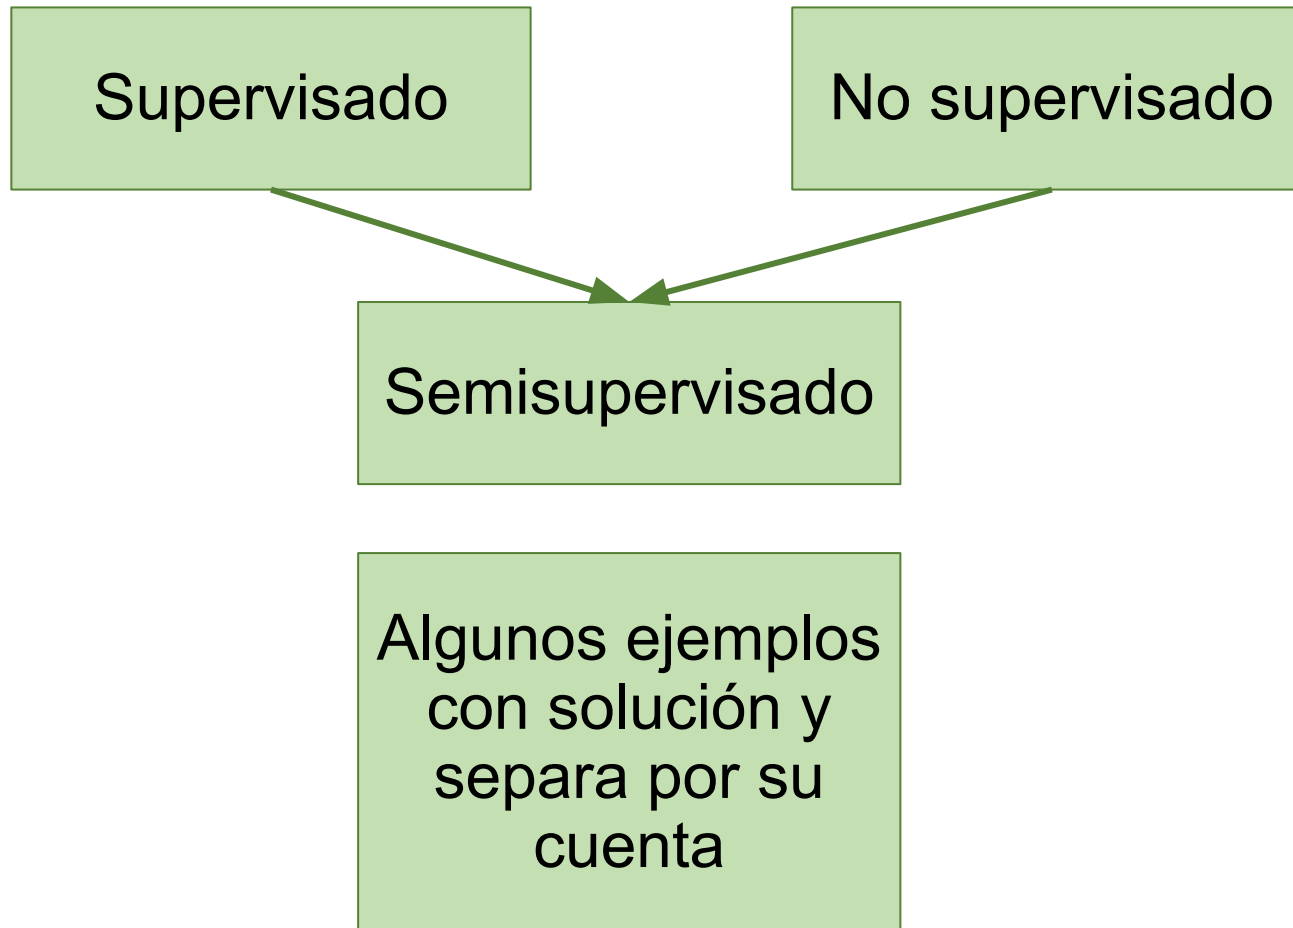 Supervisado
No supervisado
Semisupervisado
Algunos ejemplos
con solución y
separa por su
cuenta